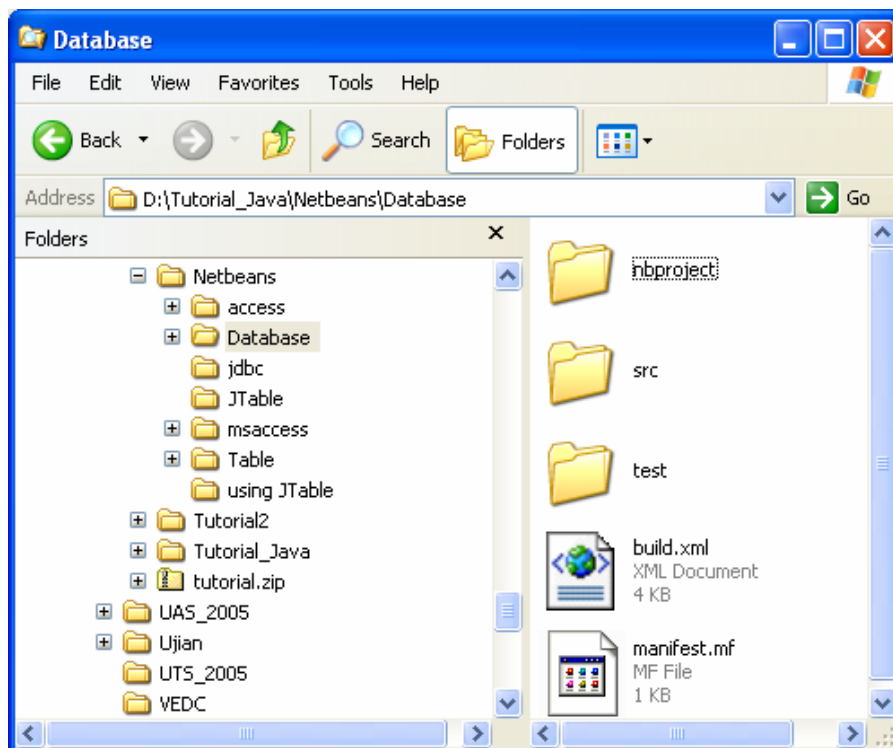 Database
File Edit View Favorites Tools Help
Back Search Folders
Address D:\Tutorial_Java\Netbeans\Database Go
Folders
Netbeans
access
Database
jdbc
JTable
msaccess
Table
using JTable
Tutorial2
Tutorial_Java
tutorial.zip
UAS_2005
Ujian
UTS_2005
VEDC
nbproject
src
test
build.xml
XML Document
4 KB
manifest.mf
MF File
1 KB